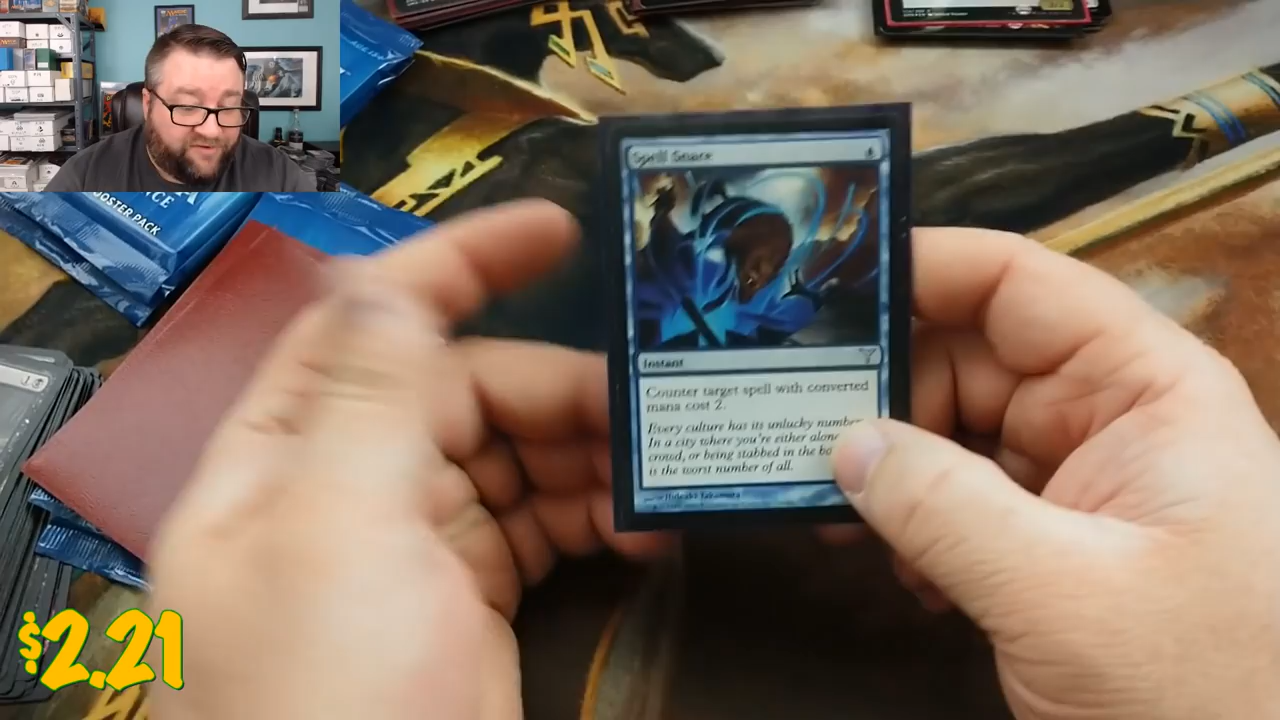 BOOSTER PACK
Spell Snare
Instant
Counter target spell with converted
mana cost 2.
Every culture has its unlucky number
In a city where you're either alone
crowd, or being stabbed in the
is the worst number of all.
$2.21